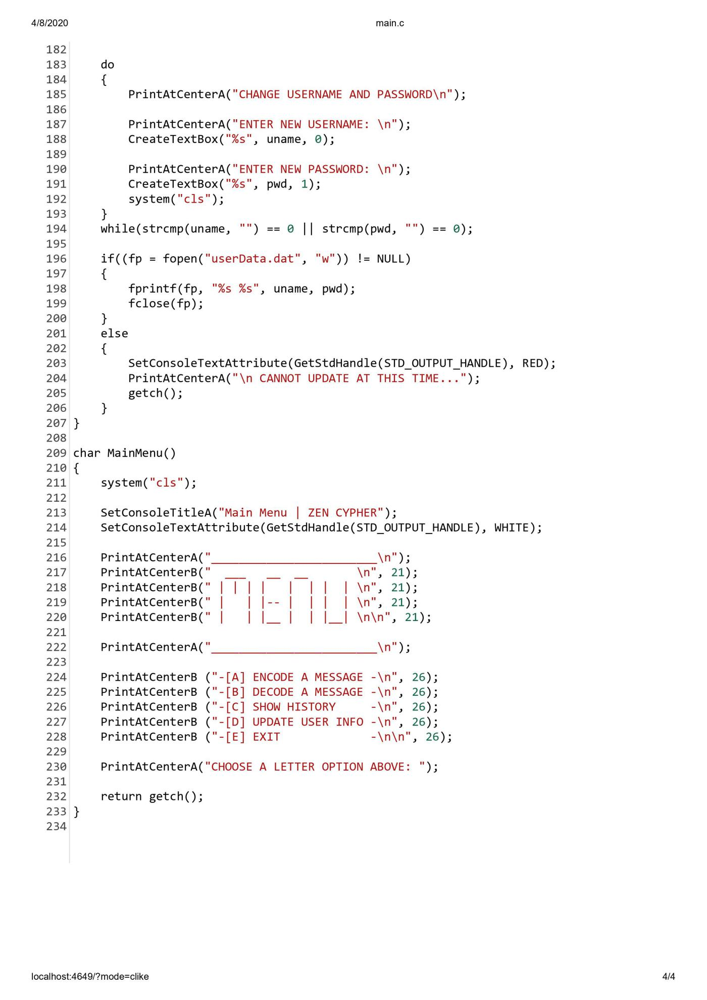 4/8/2020 main.c
182
183     do
184     {
185         PrintAtCenterA("CHANGE USERNAME AND PASSWORD\n");
186
187         PrintAtCenterA("ENTER NEW USERNAME: \n");
188         CreateTextBox("%s", uname, 0);
189
190         PrintAtCenterA("ENTER NEW PASSWORD: \n");
191         CreateTextBox("%s", pwd, 1);
192         system("cls");
193     }
194     while(strcmp(uname, "") == 0 || strcmp(pwd, "") == 0);
195
196     if((fp = fopen("userData.dat", "w")) != NULL)
197     {
198         fprintf(fp, "%s %s", uname, pwd);
199         fclose(fp);
200     }
201     else
202     {
203         SetConsoleTextAttribute(GetStdHandle(STD_OUTPUT_HANDLE), RED);
204         PrintAtCenterA("\n CANNOT UPDATE AT THIS TIME...");
205         getch();
206     }
207 }
208
209 char MainMenu()
210 {
211     system("cls");
212
213     SetConsoleTitleA("Main Menu | ZEN CYPHER");
214     SetConsoleTextAttribute(GetStdHandle(STD_OUTPUT_HANDLE), WHITE);
215
216     PrintAtCenterA("________________________\n");
217     PrintAtCenterB("  ___   __  __       \n", 21);
218     PrintAtCenterB(" | | | |   |  | |  | \n", 21);
219     PrintAtCenterB(" |   | |-- |  | |  | \n", 21);
220     PrintAtCenterB(" |   | |__ |  | |__| \n\n", 21);
221
222     PrintAtCenterA("________________________\n");
223
224     PrintAtCenterB ("-[A] ENCODE A MESSAGE -\n", 26);
225     PrintAtCenterB ("-[B] DECODE A MESSAGE -\n", 26);
226     PrintAtCenterB ("-[C] SHOW HISTORY     -\n", 26);
227     PrintAtCenterB ("-[D] UPDATE USER INFO -\n", 26);
228     PrintAtCenterB ("-[E] EXIT             -\n\n", 26);
229
230     PrintAtCenterA("CHOOSE A LETTER OPTION ABOVE: ");
231
232     return getch();
233 }
234
localhost:4649/?mode=clike 4/4